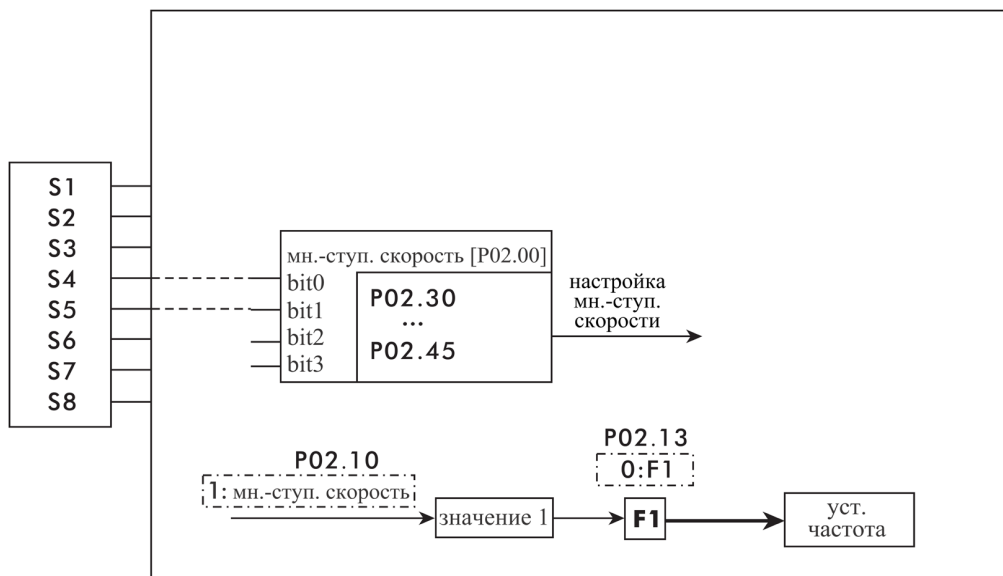 S1
S2
S3
S4
S5
S6
S7
S8
мн.-ступ. скорость [P02.00]
bit0
bit1
bit2
bit3
P02.30
...
P02.45
настройка
мн.-ступ.
скорости
P02.10
1: мн.-ступ. скорость
значение 1
P02.13
0:F1
F1
уст.
частота